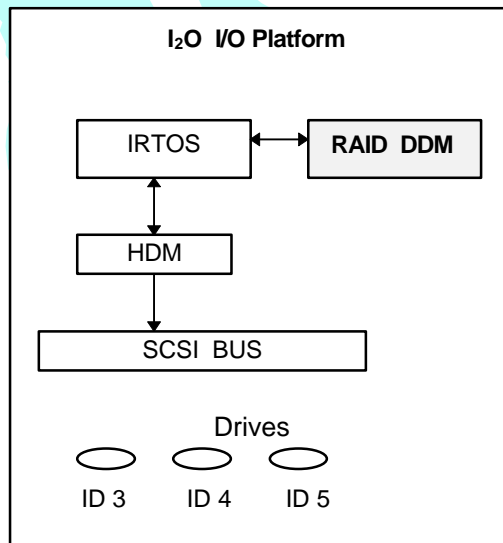 I₂O I/O Platform
IRTOS
RAID DDM
HDM
SCSI BUS
Drives
ID 3 ID 4 ID 5